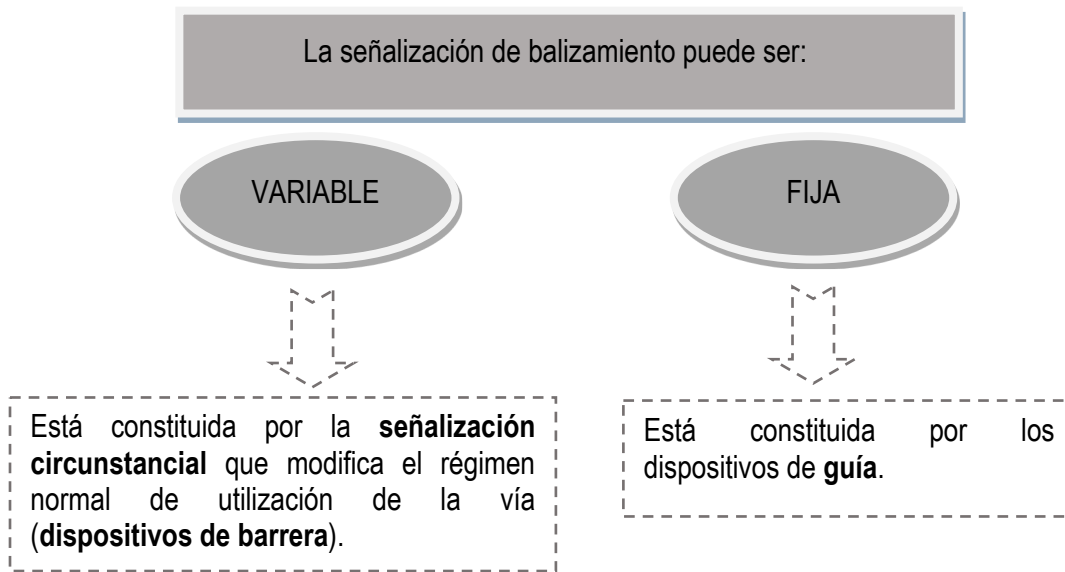 La señalización de balizamiento puede ser:
VARIABLE
FIJA
Está constituida por la señalización
circunstancial que modifica el régimen
normal de utilización de la vía
(dispositivos de barrera).
Está constituida por los
dispositivos de guía.